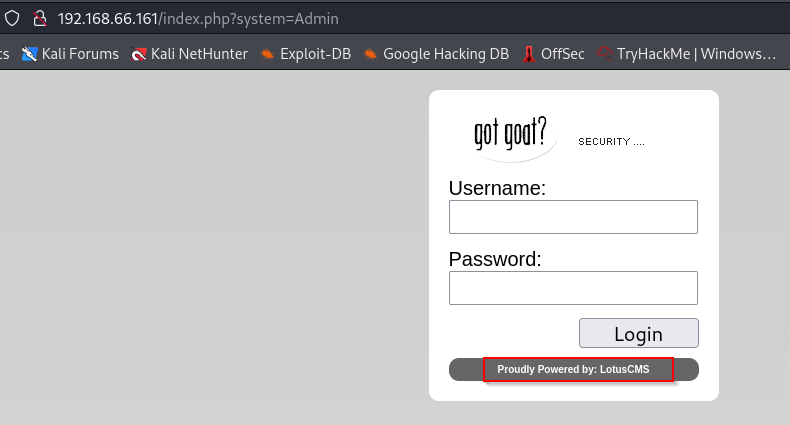 192.168.66.161/index.php?system=Admin
cs Kali Forums Kali NetHunter Exploit-DB Google Hacking DB OffSec TryHackMe | Windows...
got goat? SECURITY ....
Username:
Password:
Login
Proudly Powered by: LotusCMS